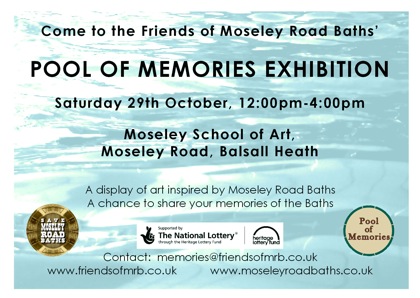 Come to the Friends of Moseley Road Baths'
POOL OF MEMORIES EXHIBITION
Saturday 29th October, 12:00pm-4:00pm
Moseley School of Art,
Moseley Road, Balsall Heath
A display of art inspired by Moseley Road Baths
A chance to share your memories of the Baths
SAVE
MOSELEY
ROAD
BATHS
Supported by
The National Lottery
through the Heritage Lottery Fund
heritage
lottery fund
Pool
of
Memories
Contact: memories@friendsofmrb.co.uk
www.friendsofmrb.co.uk www.moseleyroadbaths.co.uk